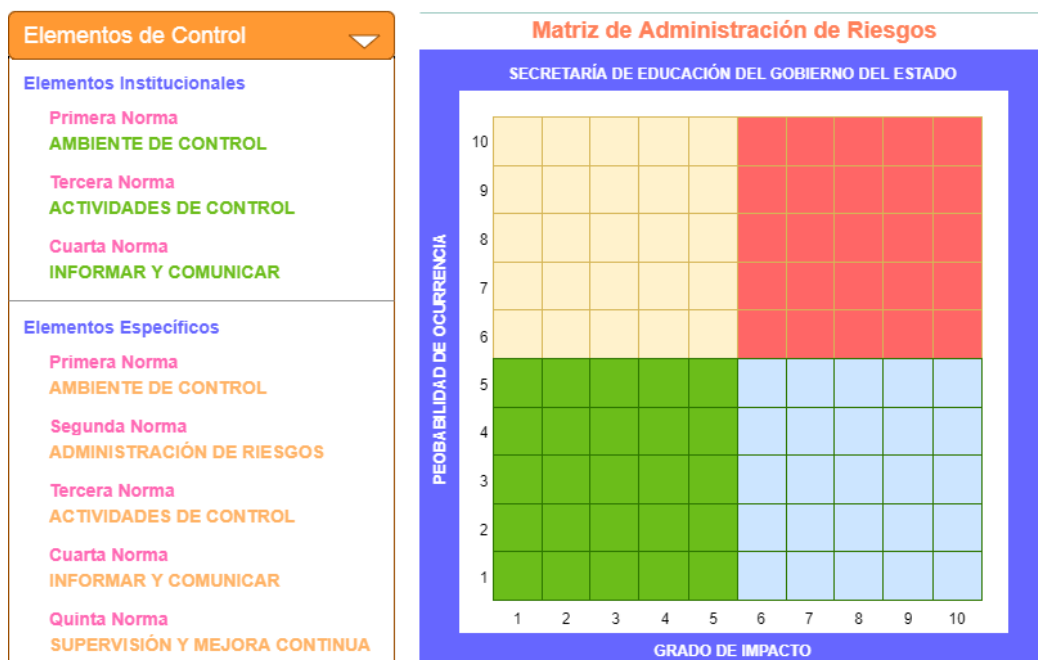 Elementos de Control
Elementos Institucionales
Primera Norma
AMBIENTE DE CONTROL
Tercera Norma
ACTIVIDADES DE CONTROL
Cuarta Norma
INFORMAR Y COMUNICAR
Elementos Específicos
Primera Norma
AMBIENTE DE CONTROL
Segunda Norma
ADMINISTRACIÓN DE RIESGOS
Tercera Norma
ACTIVIDADES DE CONTROL
Cuarta Norma
INFORMAR Y COMUNICAR
Quinta Norma
SUPERVISIÓN Y MEJORA CONTINUA
Matriz de Administración de Riesgos
SECRETARÍA DE EDUCACIÓN DEL GOBIERNO DEL ESTADO
PEOBABILIDAD DE OCURRENCIA
10
9
8
7
6
5
4
3
2
1
1 2 3 4 5 6 7 8 9 10
GRADO DE IMPACTO